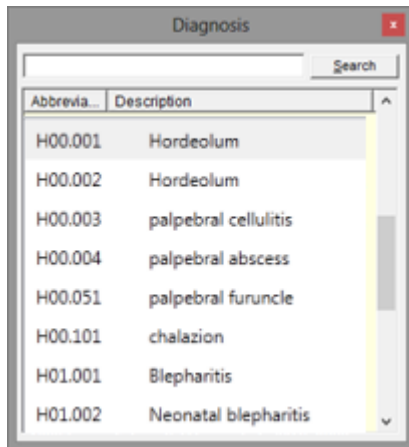 Diagnosis
x
Search
Abbrevia... Description
H00.001 Hordeolum
H00.002 Hordeolum
H00.003 palpebral cellulitis
H00.004 palpebral abscess
H00.051 palpebral furuncle
H00.101 chalazion
H01.001 Blepharitis
H01.002 Neonatal blepharitis